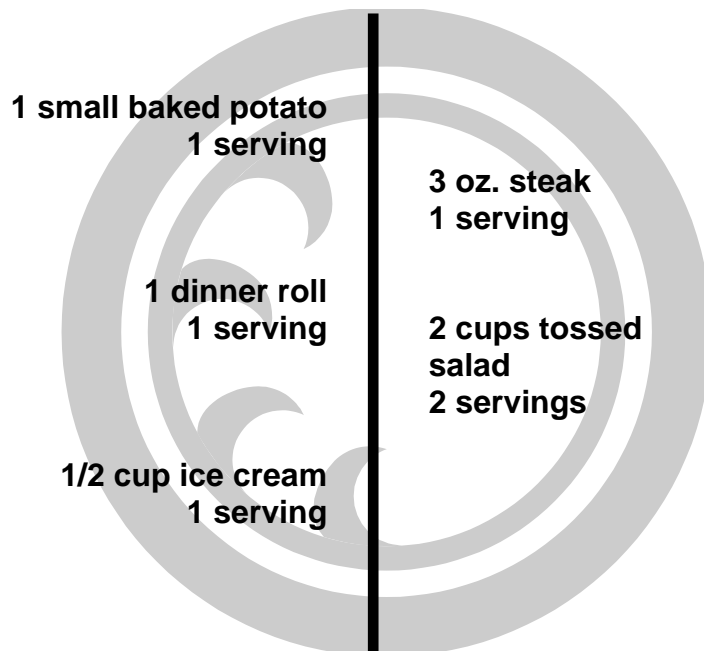 1 small baked potato
1 serving
1 dinner roll
1 serving
1/2 cup ice cream
1 serving
3 oz. steak
1 serving
2 cups tossed
salad
2 servings